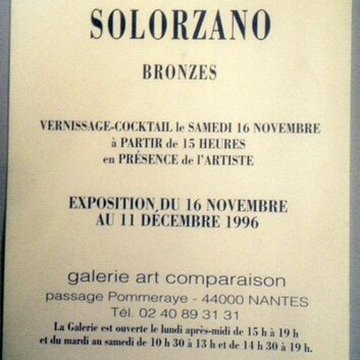 SOLORZANO
BRONZES
VERNISSAGE-COCKTAIL le SAMEDI 16 NOVEMBRE
à PARTIR de 15 HEURES
en PRÉSENCE de l'ARTISTE
EXPOSITION DU 16 NOVEMBRE
AU 11 DÉCEMBRE 1996
galerie art comparaison
passage Pommeraye - 44000 NANTES
Tél. 02 40 89 31 31
La Galerie est ouverte le lundi après-midi de 15 h à 19 h
et du mardi au samedi de 10 h 30 à 13 h et de 14 h 30 à 19 h.